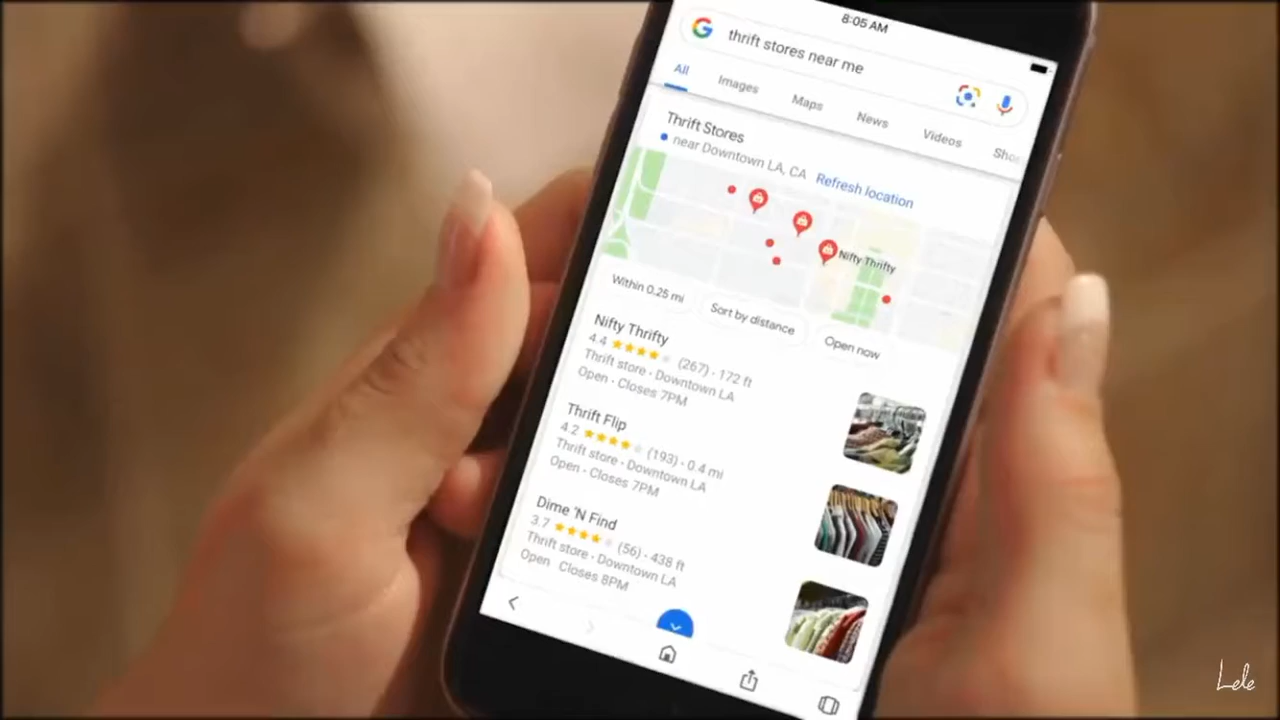 8:05 AM
thrift stores near me
All Images Maps News Videos Sho
Thrift Stores
near Downtown LA, CA Refresh location
Nifty Thrifty
Within 0.25 mi Sort by distance Open now
Nifty Thrifty
4.4 (267) · 172 ft
Thrift store · Downtown LA
Open · Closes 7PM
Thrift Flip
4.2 (193) · 0.4 mi
Thrift store · Downtown LA
Open · Closes 7PM
Dime 'N Find
3.7 (56) · 438 ft
Thrift store · Downtown LA
Open Closes 8PM
Lele